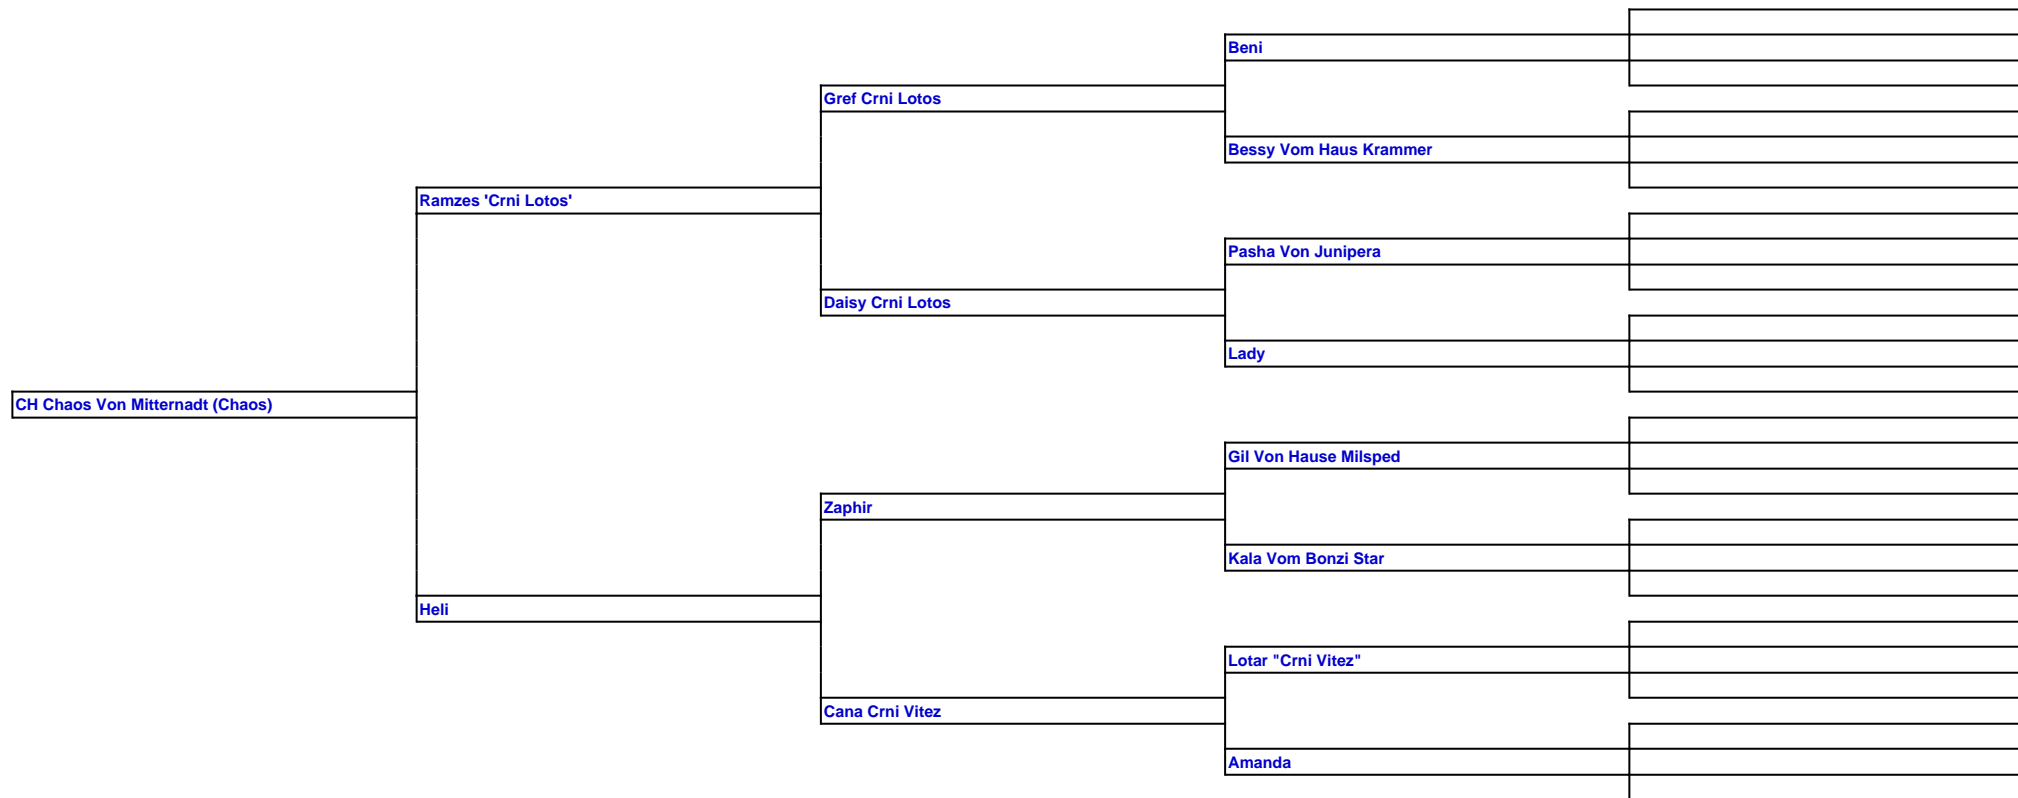 Beni
Gref Crni Lotos
Bessy Vom Haus Krammer
Ramzes 'Crni Lotos'
Pasha Von Junipera
Daisy Crni Lotos
Lady
CH Chaos Von Mitternadt (Chaos)
Gil Von Hause Milsped
Zaphir
Kala Vom Bonzi Star
Heli
Lotar "Crni Vitez"
Cana Crni Vitez
Amanda